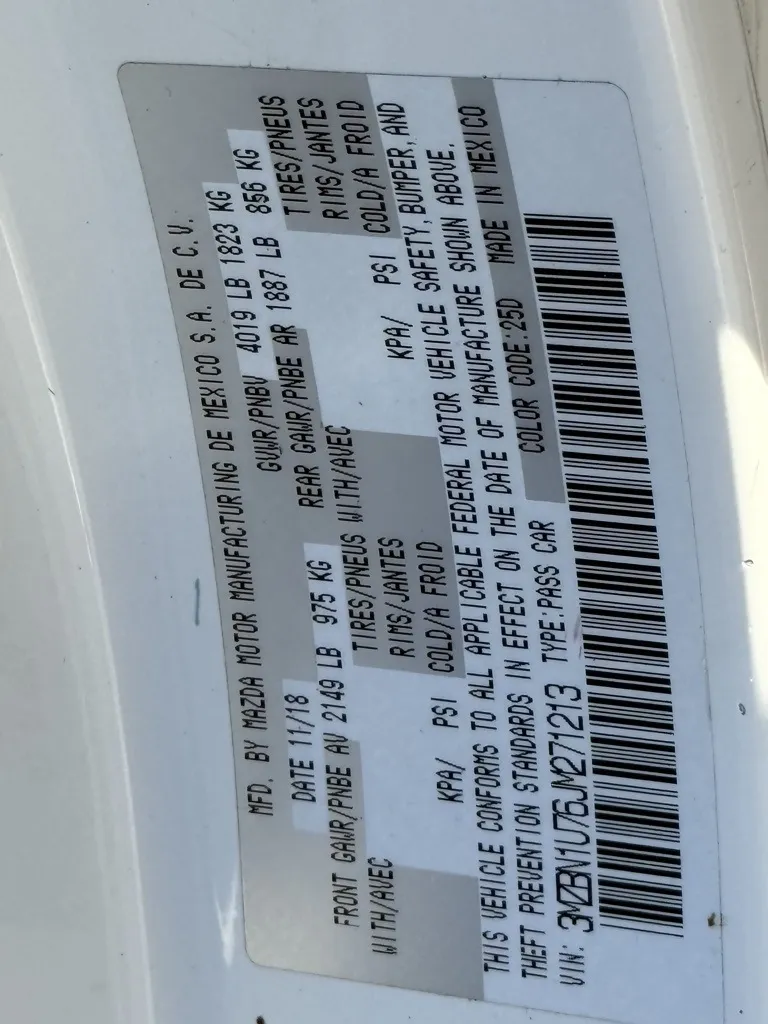 MFD. BY MAZDA MOTOR MANUFACTURING DE MEXICO S.A. DE C.V.
DATE 11/18 GVWR/PNBV 4019 LB 1823 KG
FRONT GAWR/PNBE AV 2149 LB 975 KG REAR GAWR/PNBE AR 1887 LB 856 KG
WITH/AVEC TIRES/PNEUS WITH/AVEC TIRES/PNEUS
RIMS/JANTES RIMS/JANTES
KPA/ PSI COLD/A FROID KPA/ PSI COLD/A FROID
THIS VEHICLE CONFORMS TO ALL APPLICABLE FEDERAL MOTOR VEHICLE SAFETY, BUMPER, AND
THEFT PREVENTION STANDARDS IN EFFECT ON THE DATE OF MANUFACTURE SHOWN ABOVE.
VIN: 3MZBN1U76JM271213 TYPE:PASS CAR COLOR CODE:25D MADE IN MEXICO